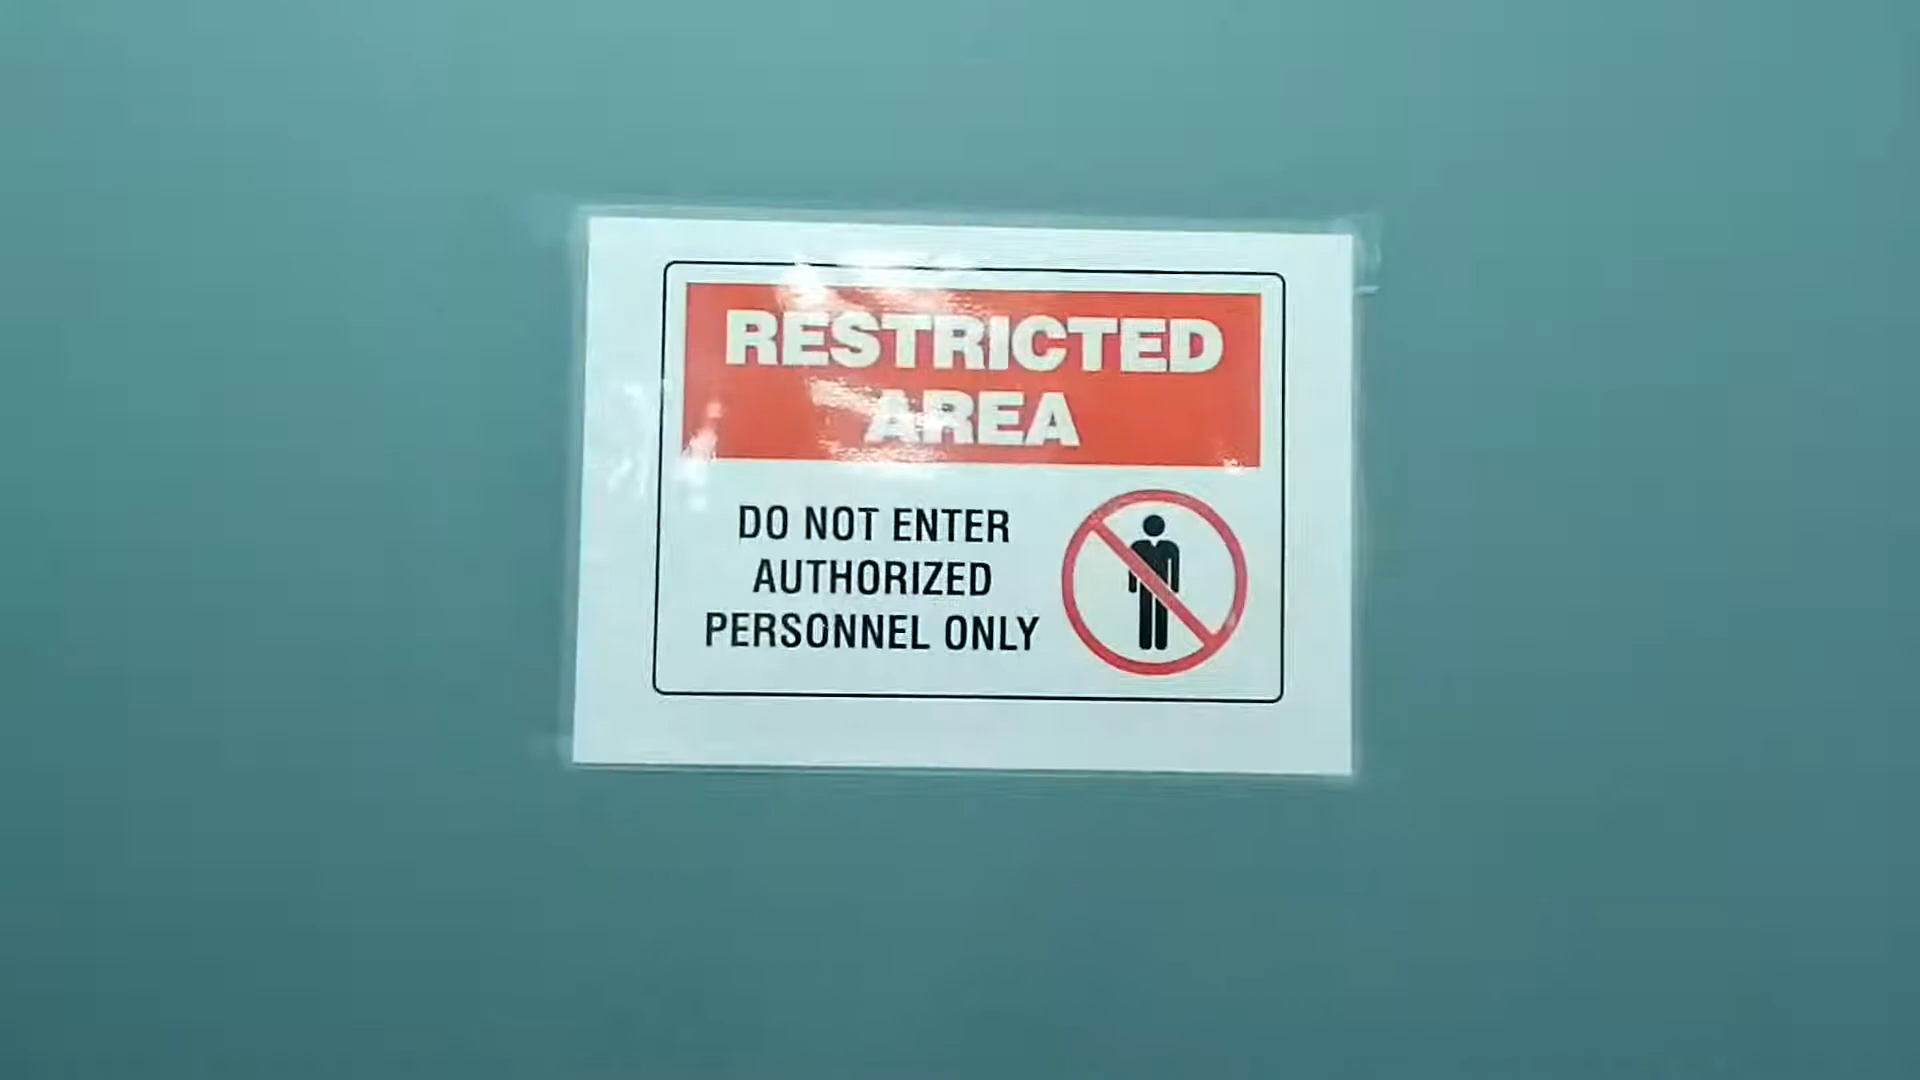 RESTRICTED
AREA
DO NOT ENTER
AUTHORIZED
PERSONNEL ONLY